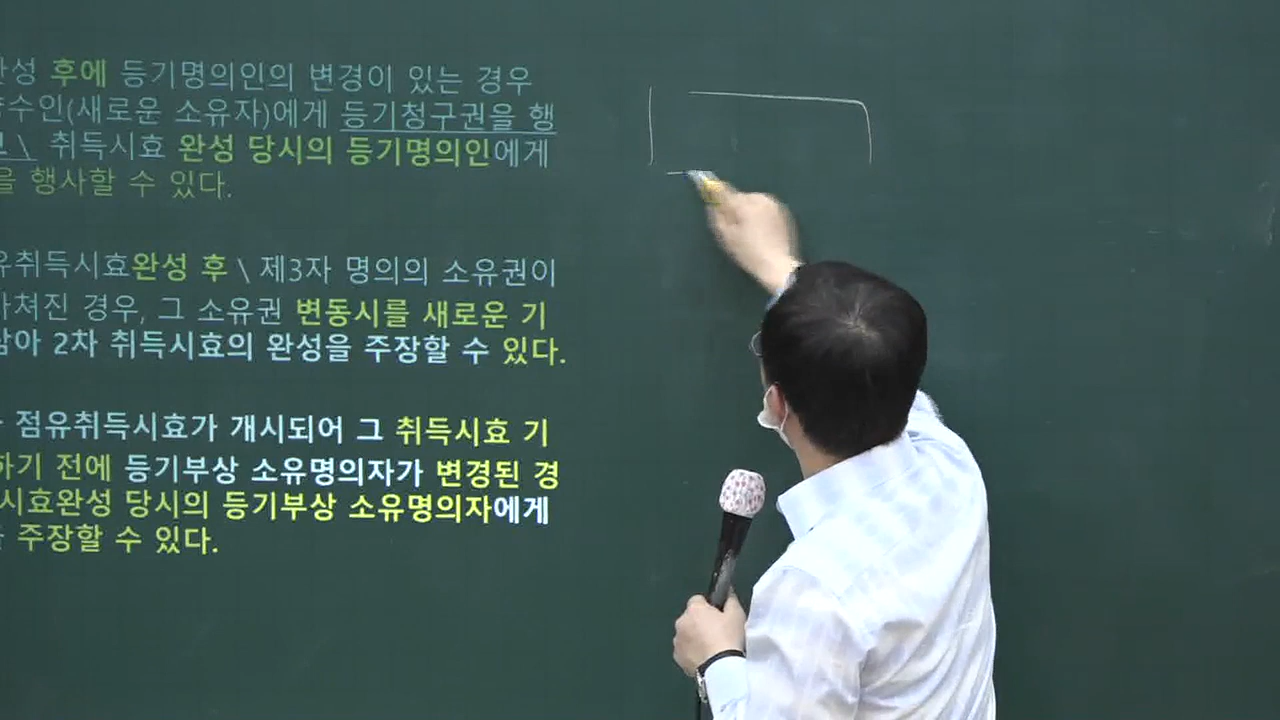 후에 등기명의인의 변경이 있는 경우
수인(새로운 소유자)에게 등기청구권을 행
\ 취득시효 완성 당시의 등기명의인에게
을 행사할 수 있다.
유취득시효완성 후 \ 제3자 명의의 소유권이
쳐진 경우, 그 소유권 변동시를 새로운 기
삼아 2차 취득시효의 완성을 주장할 수 있다.
점유취득시효가 개시되어 그 취득시효 기
하기 전에 등기부상 소유명의자가 변경된 경
시효완성 당시의 등기부상 소유명의자에게
주장할 수 있다.